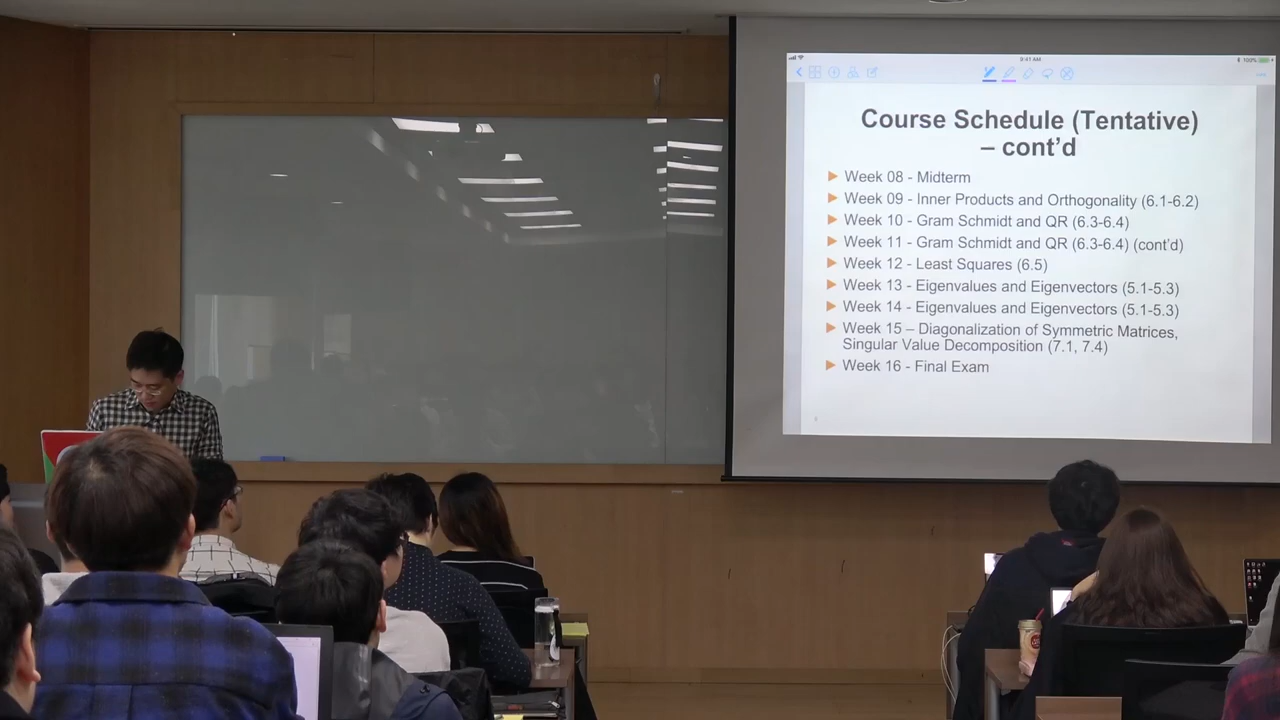 9:41 AM
100%
Course Schedule (Tentative)
– cont'd
Week 08 - Midterm
Week 09 - Inner Products and Orthogonality (6.1-6.2)
Week 10 - Gram Schmidt and QR (6.3-6.4)
Week 11 - Gram Schmidt and QR (6.3-6.4) (cont'd)
Week 12 - Least Squares (6.5)
Week 13 - Eigenvalues and Eigenvectors (5.1-5.3)
Week 14 - Eigenvalues and Eigenvectors (5.1-5.3)
Week 15 – Diagonalization of Symmetric Matrices,
Singular Value Decomposition (7.1, 7.4)
Week 16 - Final Exam